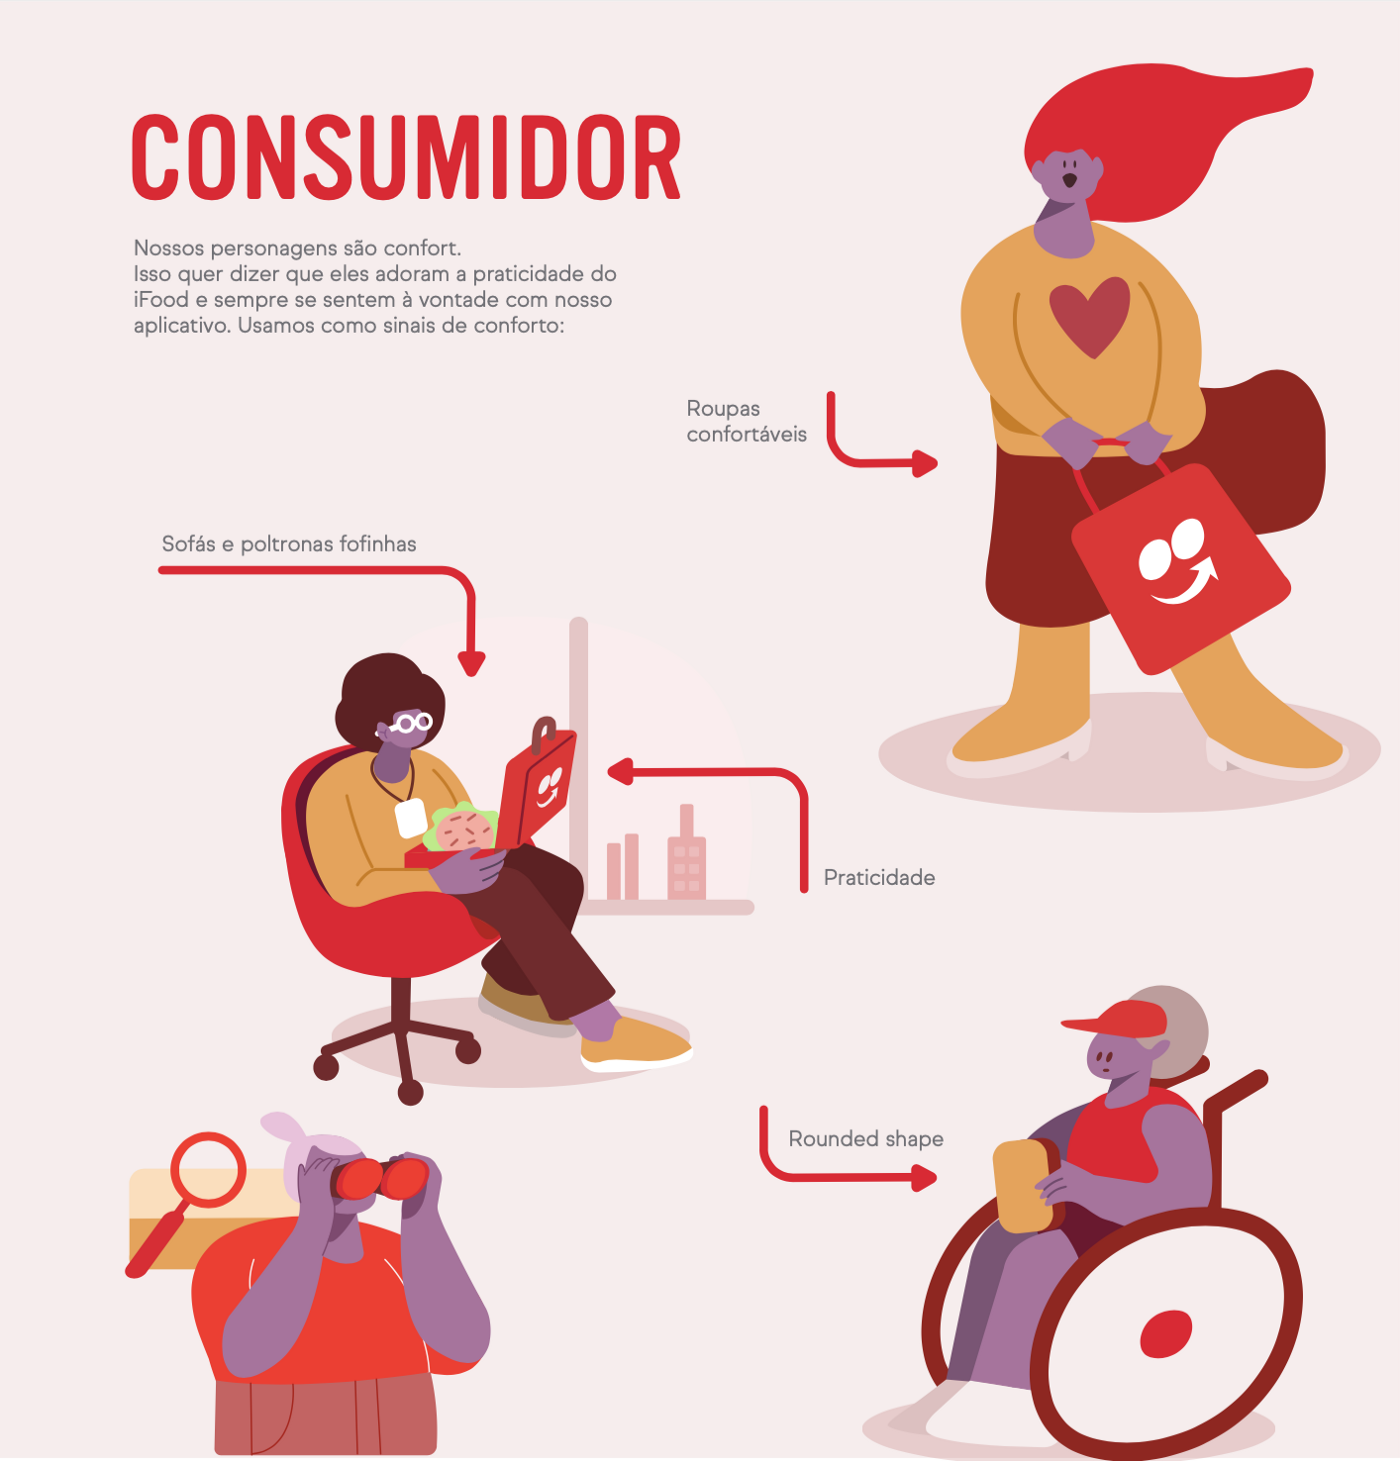 CONSUMIDOR
Nossos personagens são confort.
Isso quer dizer que eles adoram a praticidade do
iFood e sempre se sentem à vontade com nosso
aplicativo. Usamos como sinais de conforto:
Roupas
confortáveis
Sofás e poltronas fofinhas
Praticidade
Rounded shape